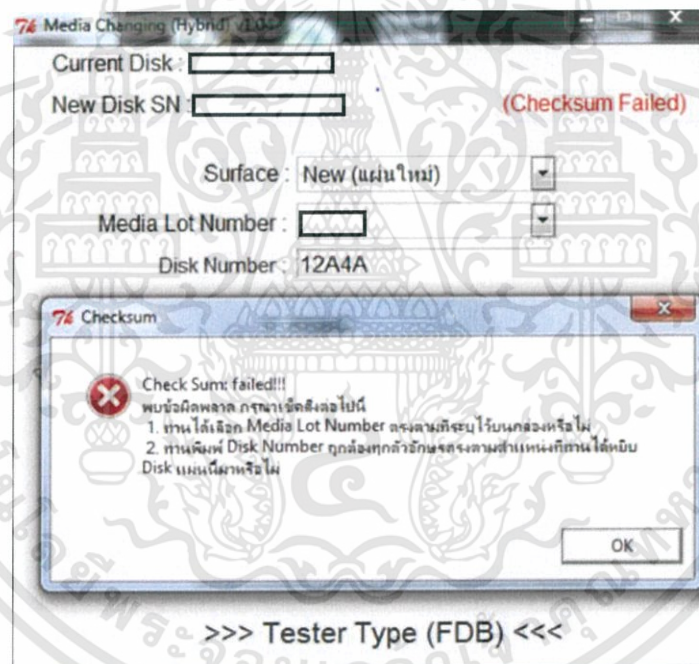 Media Changing (Hybrid) v1.0
Current Disk :
New Disk SN :
(Checksum Failed)
Surface : New (แผ่นใหม่)
Media Lot Number :
Disk Number : 12A4A
Checksum
Check Sum: failed!!!
พบข้อผิดพลาด กรุณาเช็คสิ่งต่อไปนี้
1. ท่านได้เลือก Media Lot Number ตรงตามที่ระบุไว้บนกล่องหรือไม่
2. ท่านพิมพ์ Disk Number ถูกต้องทุกตัวอักษรตรงตามตำแหน่งที่ท่านได้หยิบ
Disk แผ่นนี้มาหรือไม่
OK
>>> Tester Type (FDB) <<<